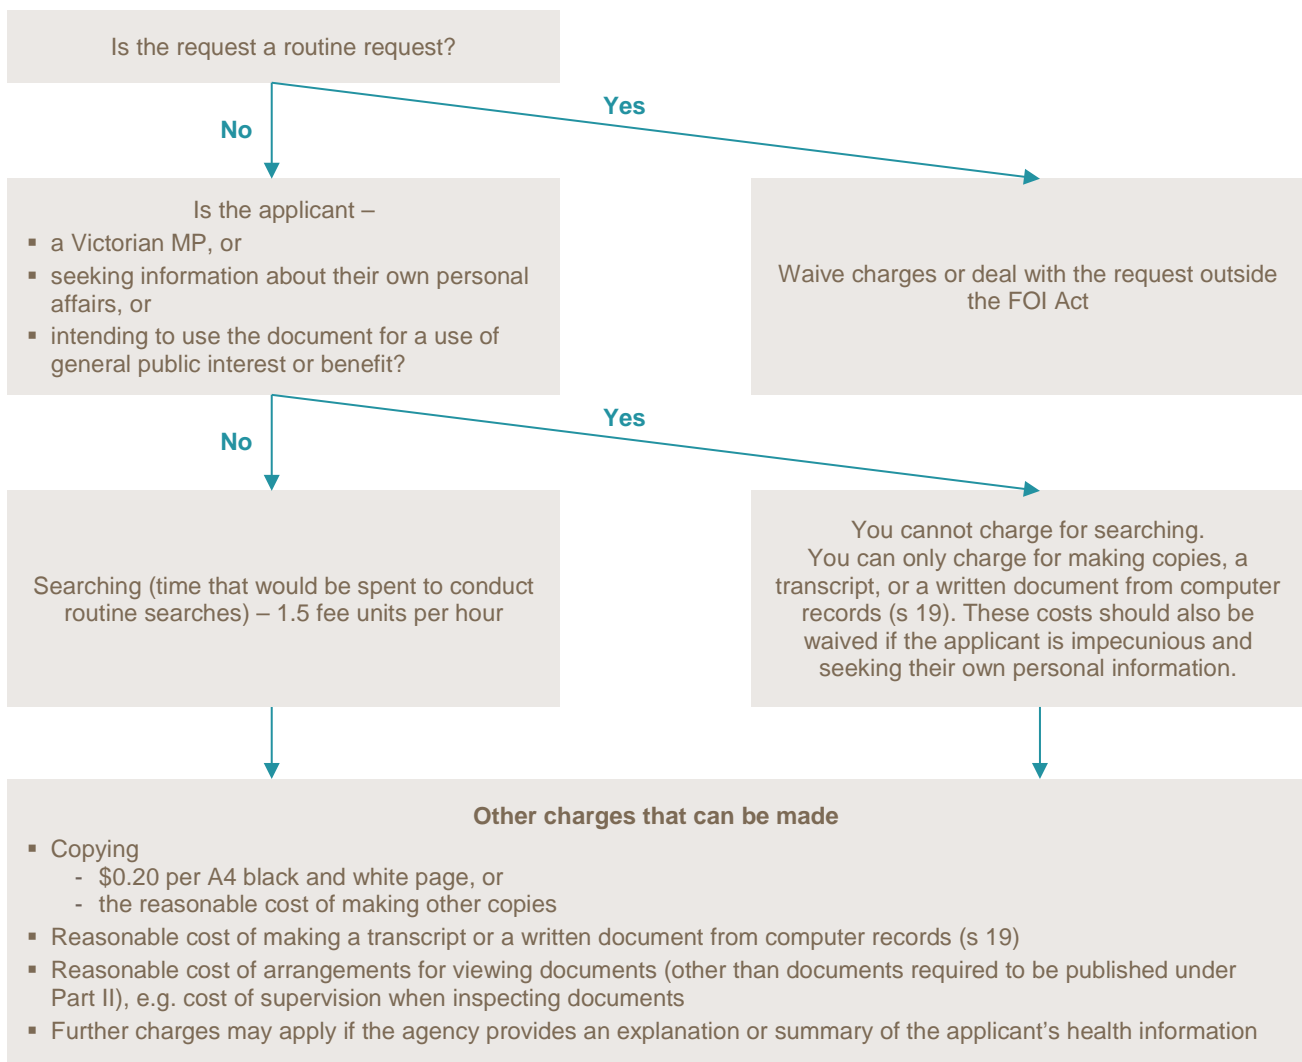 Is the request a routine request?
Yes
No
Is the applicant –
▪ a Victorian MP, or
▪ seeking information about their own personal
affairs, or
▪ intending to use the document for a use of
general public interest or benefit?
Waive charges or deal with the request outside
the FOI Act
Yes
No
Searching (time that would be spent to conduct
routine searches) – 1.5 fee units per hour
You cannot charge for searching.
You can only charge for making copies, a
transcript, or a written document from computer
records (s 19). These costs should also be
waived if the applicant is impecunious and
seeking their own personal information.
Other charges that can be made
▪ Copying
- $0.20 per A4 black and white page, or
- the reasonable cost of making other copies
▪ Reasonable cost of making a transcript or a written document from computer records (s 19)
▪ Reasonable cost of arrangements for viewing documents (other than documents required to be published under
Part II), e.g. cost of supervision when inspecting documents
▪ Further charges may apply if the agency provides an explanation or summary of the applicant’s health information